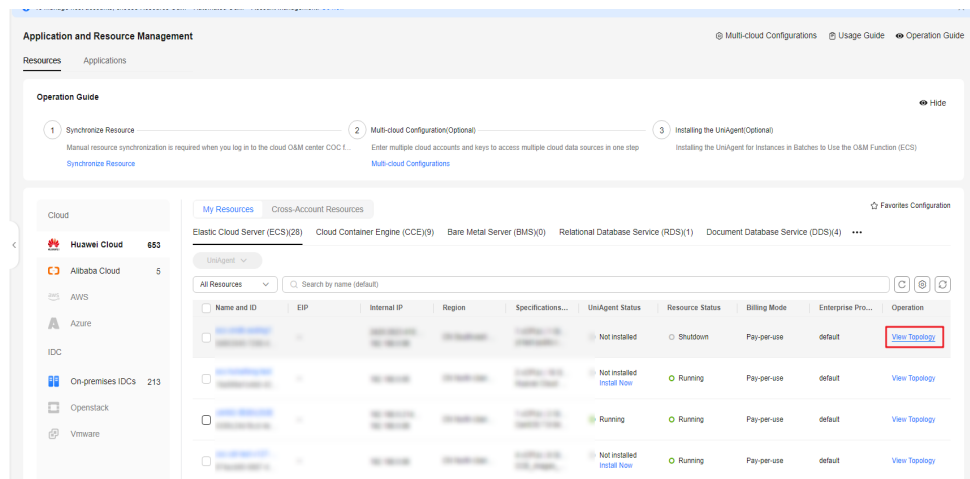 Application and Resource Management
Multi-cloud Configurations Usage Guide Operation Guide
Resources Applications
Operation Guide
Hide
1 Synchronize Resource 2 Multi-cloud Configuration(Optional) 3 Installing the UniAgent(Optional)
Manual resource synchronization is required when you log in to the cloud O&M center COC f... Enter multiple cloud accounts and keys to access multiple cloud data sources in one step Installing the UniAgent for Instances in Batches to Use the O&M Function (ECS)
Synchronize Resource Multi-cloud Configurations
Cloud
My Resources Cross-Account Resources
Favorites Configuration
Elastic Cloud Server (ECS)(28) Cloud Container Engine (CCE)(9) Bare Metal Server (BMS)(0) Relational Database Service (RDS)(1) Document Database Service (DDS)(4) •••
Huawei Cloud 653
UniAgent
Alibaba Cloud 5
All Resources Search by name (default)
AWS
Name and ID EIP Internal IP Region Specifications... UniAgent Status Resource Status Billing Mode Enterprise Pro... Operation
Azure
-- Not installed Shutdown Pay-per-use default View Topology
IDC
On-premises IDCs 213
-- Not installed Running Pay-per-use default View Topology
Install Now
Openstack
-- Running Running Pay-per-use default View Topology
Vmware
-- Not installed Running Pay-per-use default View Topology
Install Now